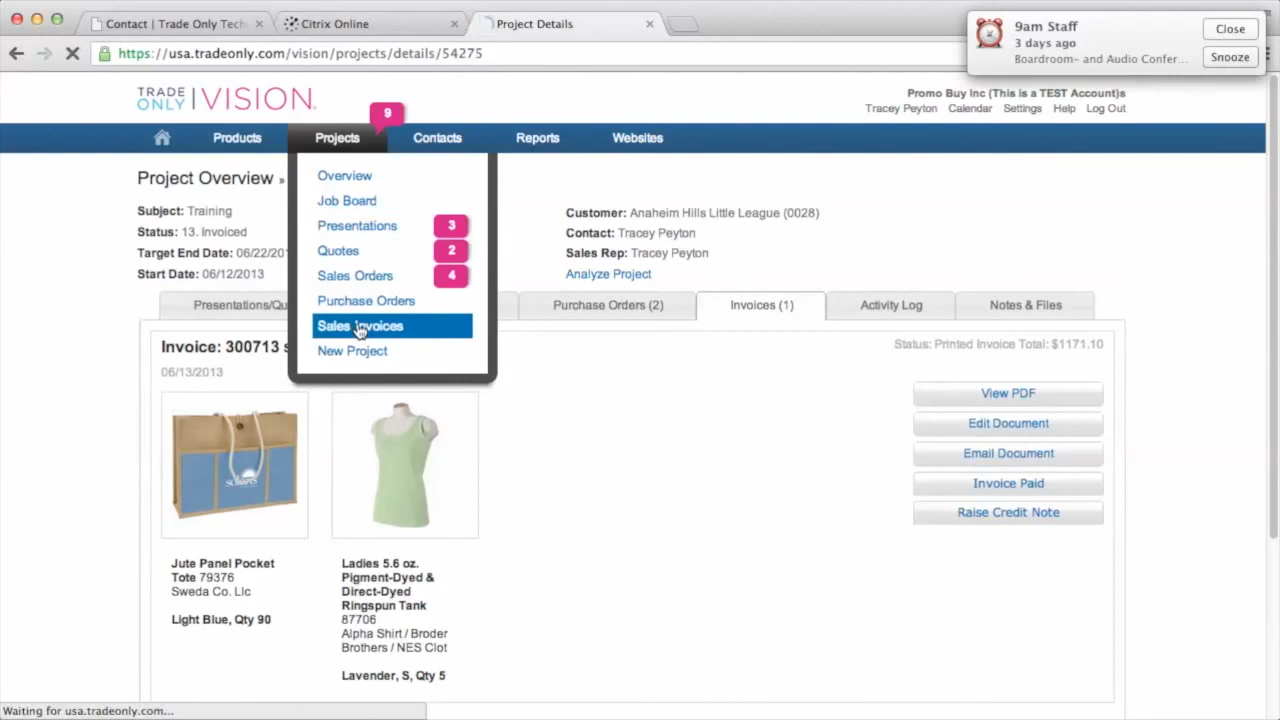 Contact | Trade Only Tech
Citrix Online
Project Details
https://usa.tradeonly.com/vision/projects/details/54275
9am Staff
3 days ago
Boardroom– and Audio Confer...
Close
Snooze
TRADE ONLY | VISION®
Promo Buy Inc (This is a TEST Account)s
Tracey Peyton Calendar Settings Help Log Out
9
Products Projects Contacts Reports Websites
Overview
Job Board
Presentations 3
Quotes 2
Sales Orders 4
Purchase Orders
Sales Invoices
New Project
Project Overview »
Subject: Training
Status: 13. Invoiced
Target End Date: 06/22/201
Start Date: 06/12/2013
Customer: Anaheim Hills Little League (0028)
Contact: Tracey Peyton
Sales Rep: Tracey Peyton
Analyze Project
Presentations/Qu Purchase Orders (2) Invoices (1) Activity Log Notes & Files
Invoice: 300713 s
06/13/2013
Status: Printed Invoice Total: $1171.10
View PDF
Edit Document
Email Document
Invoice Paid
Raise Credit Note
SCHAPES
Jute Panel Pocket
Tote 79376
Sweda Co. Llc
Light Blue, Qty 90
Ladies 5.6 oz.
Pigment-Dyed &
Direct-Dyed
Ringspun Tank
87706
Alpha Shirt / Broder
Brothers / NES Clot
Lavender, S, Qty 5
Waiting for usa.tradeonly.com...